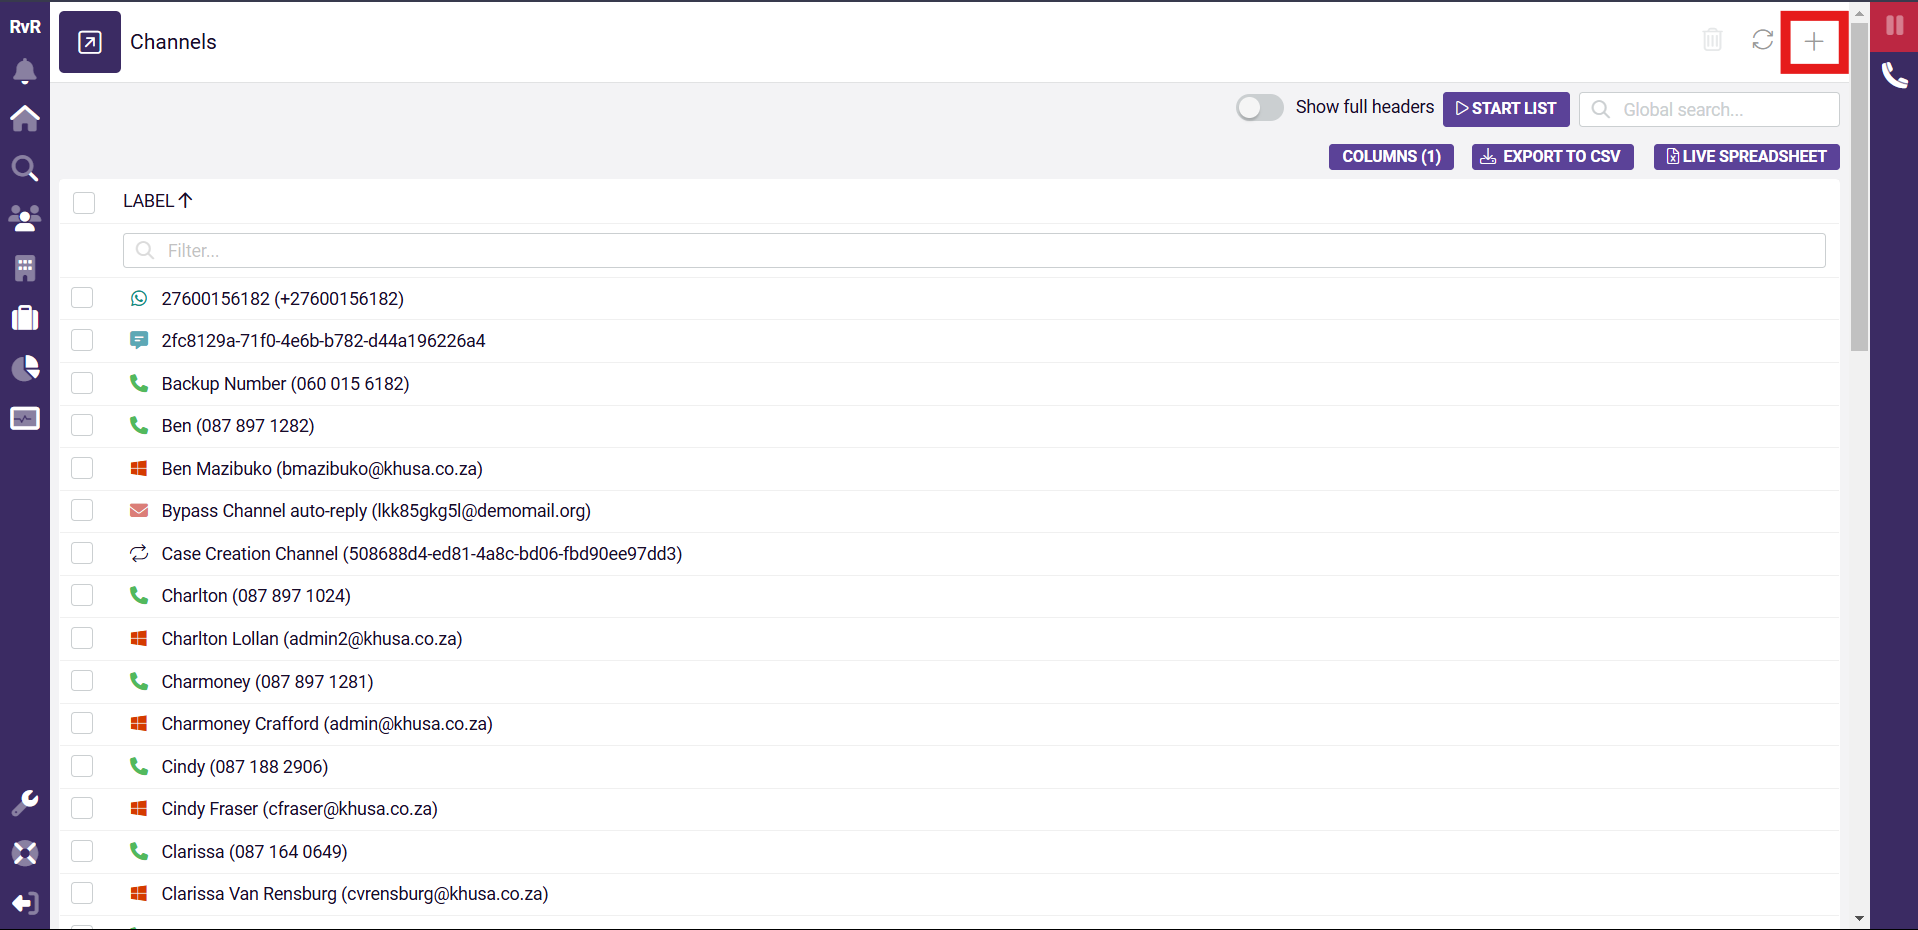 RvR
Channels
Show full headers
START LIST
Global search...
COLUMNS (1)
EXPORT TO CSV
LIVE SPREADSHEET
LABEL
Filter...
27600156182 (+27600156182)
2fc8129a-71f0-4e6b-b782-d44a196226a4
Backup Number (060 015 6182)
Ben (087 897 1282)
Ben Mazibuko (bmazibuko@khusa.co.za)
Bypass Channel auto-reply (lkk85gkg5l@demomail.org)
Case Creation Channel (508688d4-ed81-4a8c-bd06-fbd90ee97dd3)
Charlton (087 897 1024)
Charlton Lollan (admin2@khusa.co.za)
Charmoney (087 897 1281)
Charmoney Crafford (admin@khusa.co.za)
Cindy (087 188 2906)
Cindy Fraser (cfraser@khusa.co.za)
Clarissa (087 164 0649)
Clarissa Van Rensburg (cvrensburg@khusa.co.za)